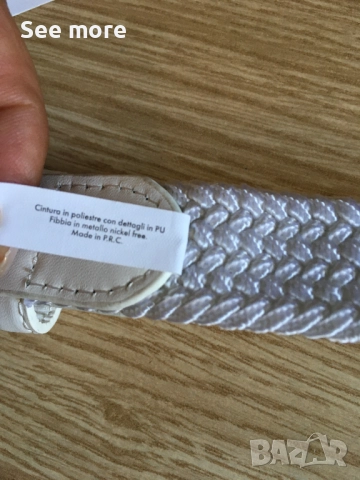 See more
Cintura in poliestre con dettagli in PU
Fibbia in metallo nickel free.
Made in P.R.C.
BAZAR